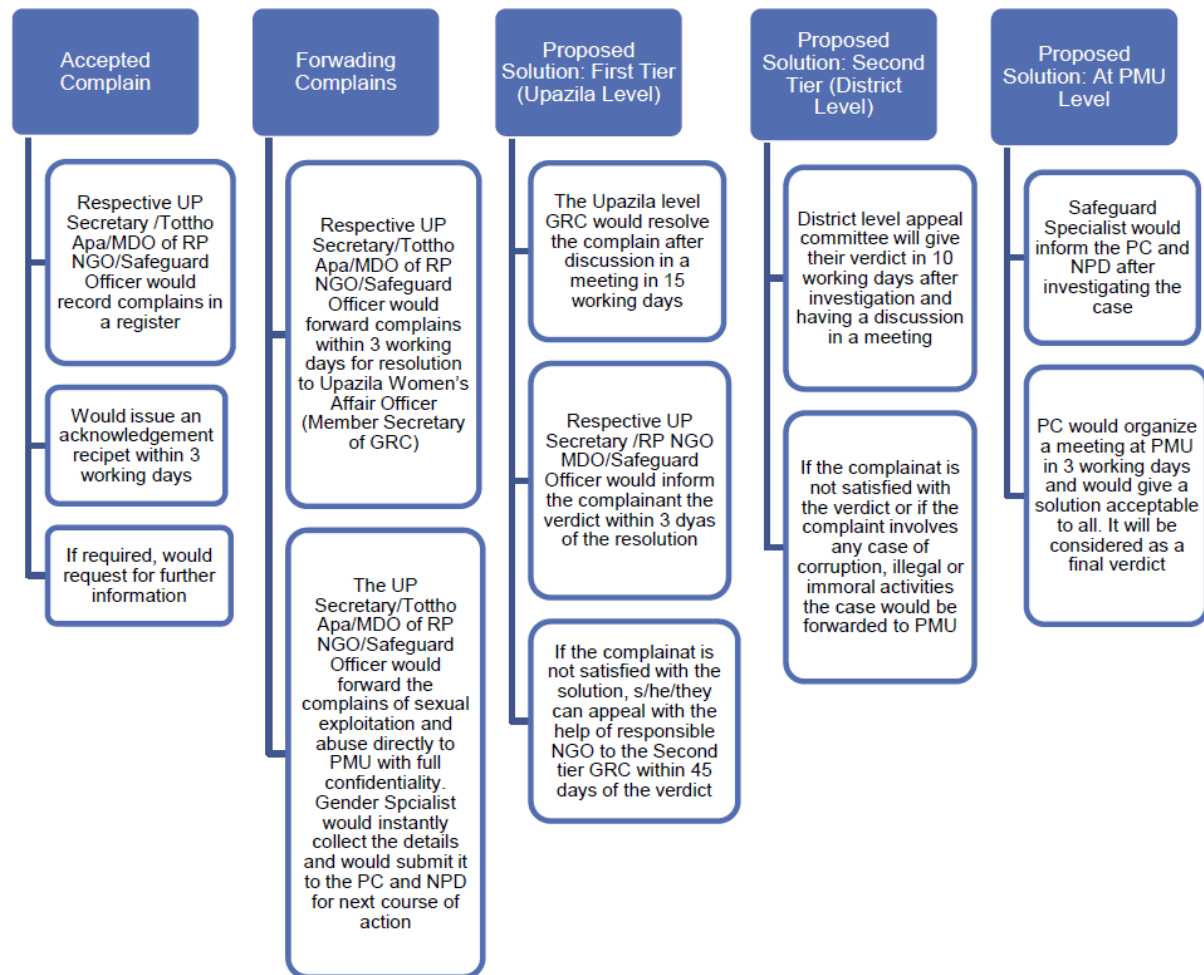 Accepted
Complain
Respective UP
Secretary /Tottho
Apa/MDO of RP
NGO/Safeguard
Officer would
record complains in
a register
Would issue an
acknowledgement
recipet within 3
working days
If required, would
request for further
information
Forwading
Complains
Respective UP
Secretary/Tottho
Apa/MDO of RP
NGO/Safeguard
Officer would
forward complains
within 3 working
days for resolution
to Upazila Women's
Affair Officer
(Member Secretary
of GRC)
The UP
Secretary/Tottho
Apa/MDO of RP
NGO/Safeguard
Officer would
forward the
complains of sexual
exploitation and
abuse directly to
PMU with full
confidentiality.
Gender Spcialist
would instantly
collect the details
and would submit it
to the PC and NPD
for next course of
action
Proposed
Solution: First Tier
(Upazila Level)
The Upazila level
GRC would resolve
the complain after
discussion in a
meeting in 15
working days
Respective UP
Secretary /RP NGO
MDO/Safeguard
Officer would inform
the complainant the
verdict within 3 dyas
of the resolution
If the complainat is
not satisfied with the
solution, s/he/they
can appeal with the
help of responsible
NGO to the Second
tier GRC within 45
days of the verdict
Proposed
Solution: Second
Tier (District
Level)
District level appeal
committee will give
their verdict in 10
working days after
investigation and
having a discussion
in a meeting
If the complainat is
not satisfied with
the verdict or if the
complaint involves
any case of
corruption, illegal or
immoral activities
the case would be
forwarded to PMU
Proposed
Solution: At PMU
Level
Safeguard
Specialist would
inform the PC and
NPD after
investigating the
case
PC would organize
a meeting at PMU
in 3 working days
and would give a
solution acceptable
to all. It will be
considered as a
final verdict